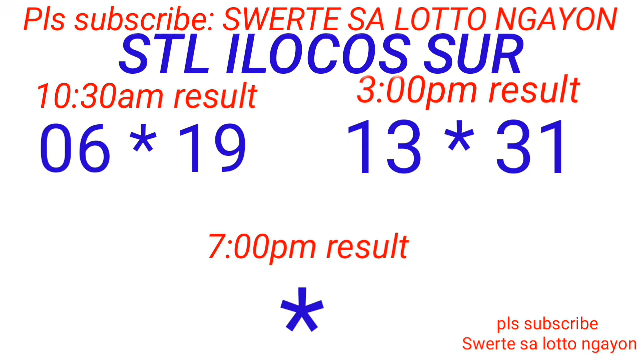 Pls subscribe: SWERTE SA LOTTO NGAYON
STL ILOCOS SUR
10:30am result
06 * 19
3:00pm result
13 * 31
7:00pm result
*
pls subscribe
Swerte sa lotto ngayon